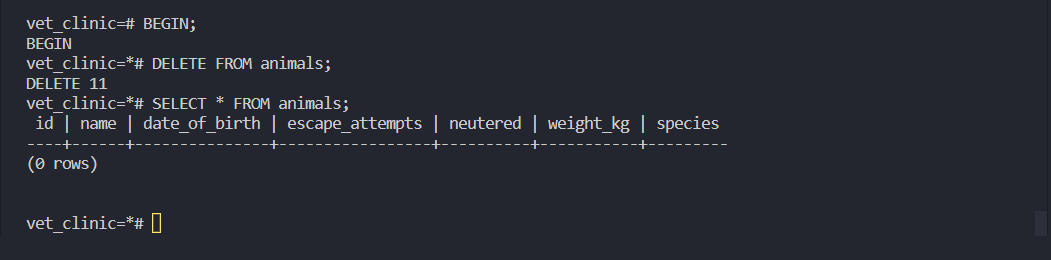 vet_clinic=# BEGIN;
BEGIN
vet_clinic=*# DELETE FROM animals;
DELETE 11
vet_clinic=*# SELECT * FROM animals;
 id | name | date_of_birth | escape_attempts | neutered | weight_kg | species
----+------+---------------+-----------------+----------+-----------+---------
(0 rows)
vet_clinic=*#